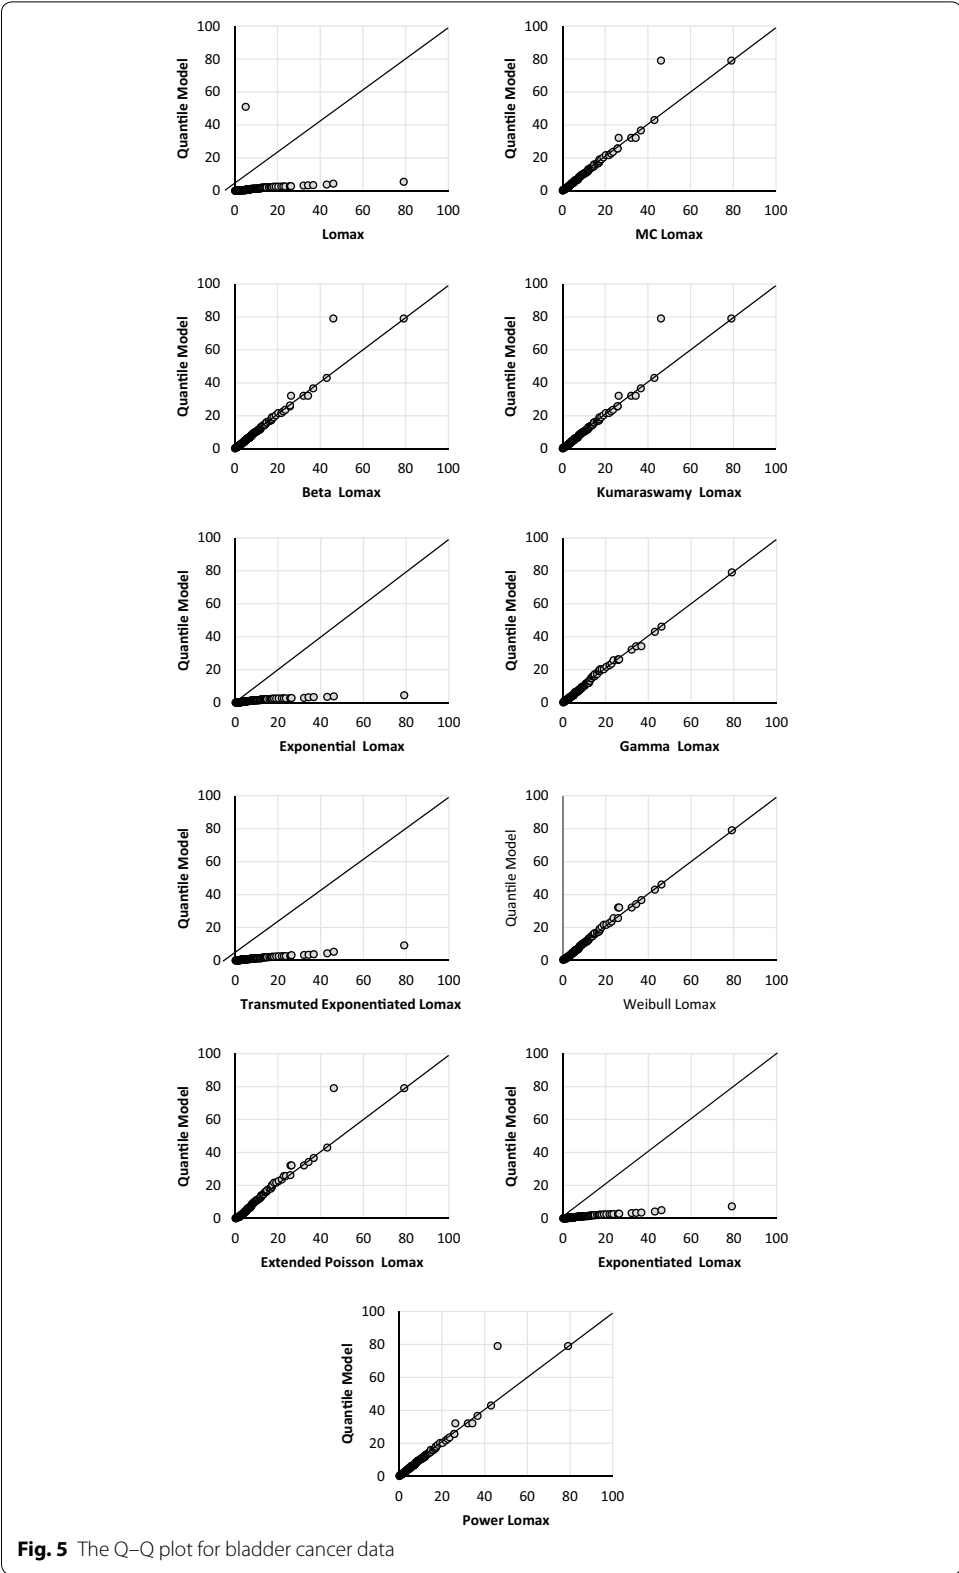 100
80
60
40
20
0
Quantile Model
0 20 40 60 80 100
Lomax
100
80
60
40
20
0
Quantile Model
0 20 40 60 80 100
MC Lomax
100
80
60
40
20
0
Quantile Model
0 20 40 60 80 100
Beta Lomax
100
80
60
40
20
0
Quantile Model
0 20 40 60 80 100
Kumaraswamy Lomax
100
80
60
40
20
0
Quantile Model
0 20 40 60 80 100
Exponential Lomax
100
80
60
40
20
0
Quantile Model
0 20 40 60 80 100
Gamma Lomax
100
80
60
40
20
0
Quantile Model
0 20 40 60 80 100
Transmuted Exponentiated Lomax
100
80
60
40
20
0
Quantile Model
0 20 40 60 80 100
Weibull Lomax
100
80
60
40
20
0
Quantile Model
0 20 40 60 80 100
Extended Poisson Lomax
100
80
60
40
20
0
Quantile Model
0 20 40 60 80 100
Exponentiated Lomax
100
80
60
40
20
0
Quantile Model
0 20 40 60 80 100
Power Lomax
Fig. 5 The Q–Q plot for bladder cancer data